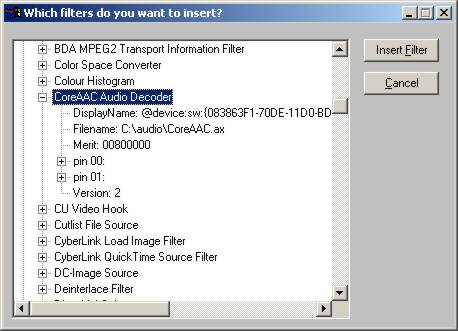 Which filters do you want to insert?
BDA MPEG2 Transport Information Filter
Color Space Converter
Colour Histogram
CoreAAC Audio Decoder
DisplayName: @device:sw:{083863F1-70DE-11D0-BD
Filename: C:\audio\CoreAAC.ax
Merit: 00800000
pin 00:
pin 01:
Version: 2
CU Video Hook
Cutlist File Source
CyberLink Load Image Filter
CyberLink QuickTime Source Filter
DC-Image Source
Deinterlace Filter
Insert Filter
Cancel